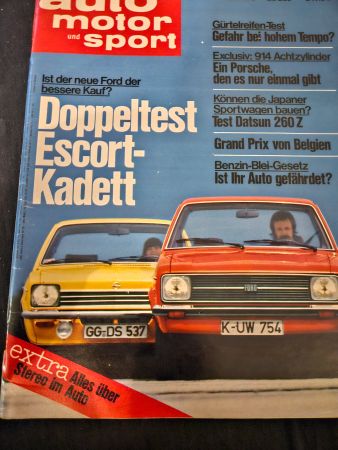 auto
motor
und sport
Gürtelreifen-Test
Gefahr bei hohem Tempo?
Exclusiv: 914 Achtzylinder
Ein Porsche,
den es nur einmal gibt
Können die Japaner
Sportwagen bauen?
Test Datsun 260 Z
Grand Prix von Belgien
Benzin-Blei-Gesetz
Ist Ihr Auto gefährdet?
Ist der neue Ford der
bessere Kauf?
Doppeltest
Escort-
Kadett
FORD
GG-DS 537
K-UW 754
extra
Alles über
Stereo im Auto